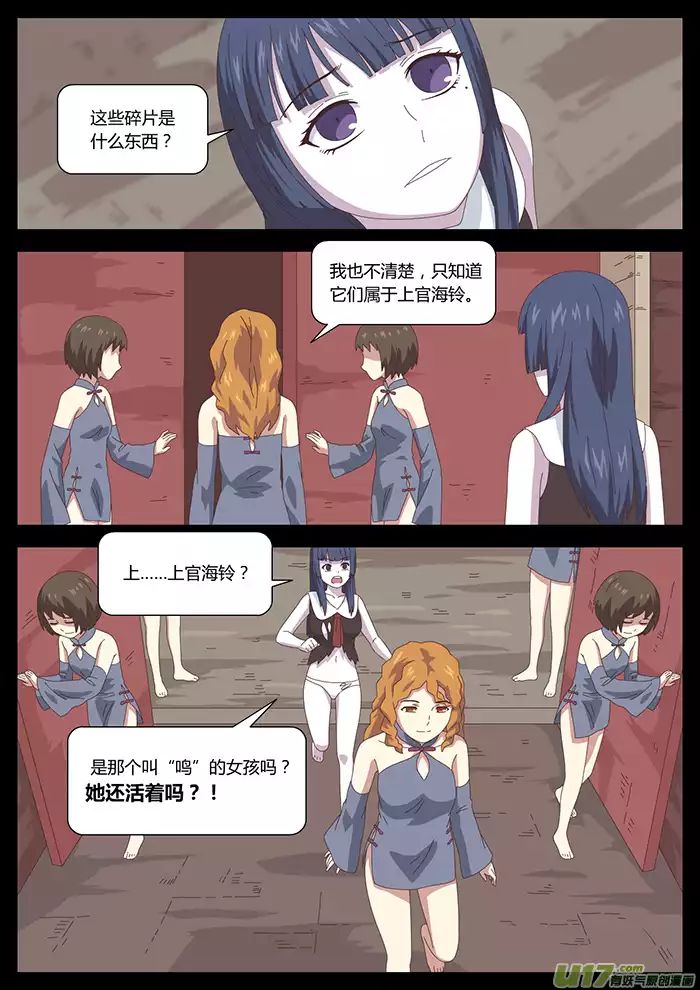 这些碎片是
什么东西？
我也不清楚，只知道
它们属于上官海铃。
上……上官海铃？
是那个叫“鸣”的女孩吗？
她还活着吗？！
U17.com
有妖气原创漫画